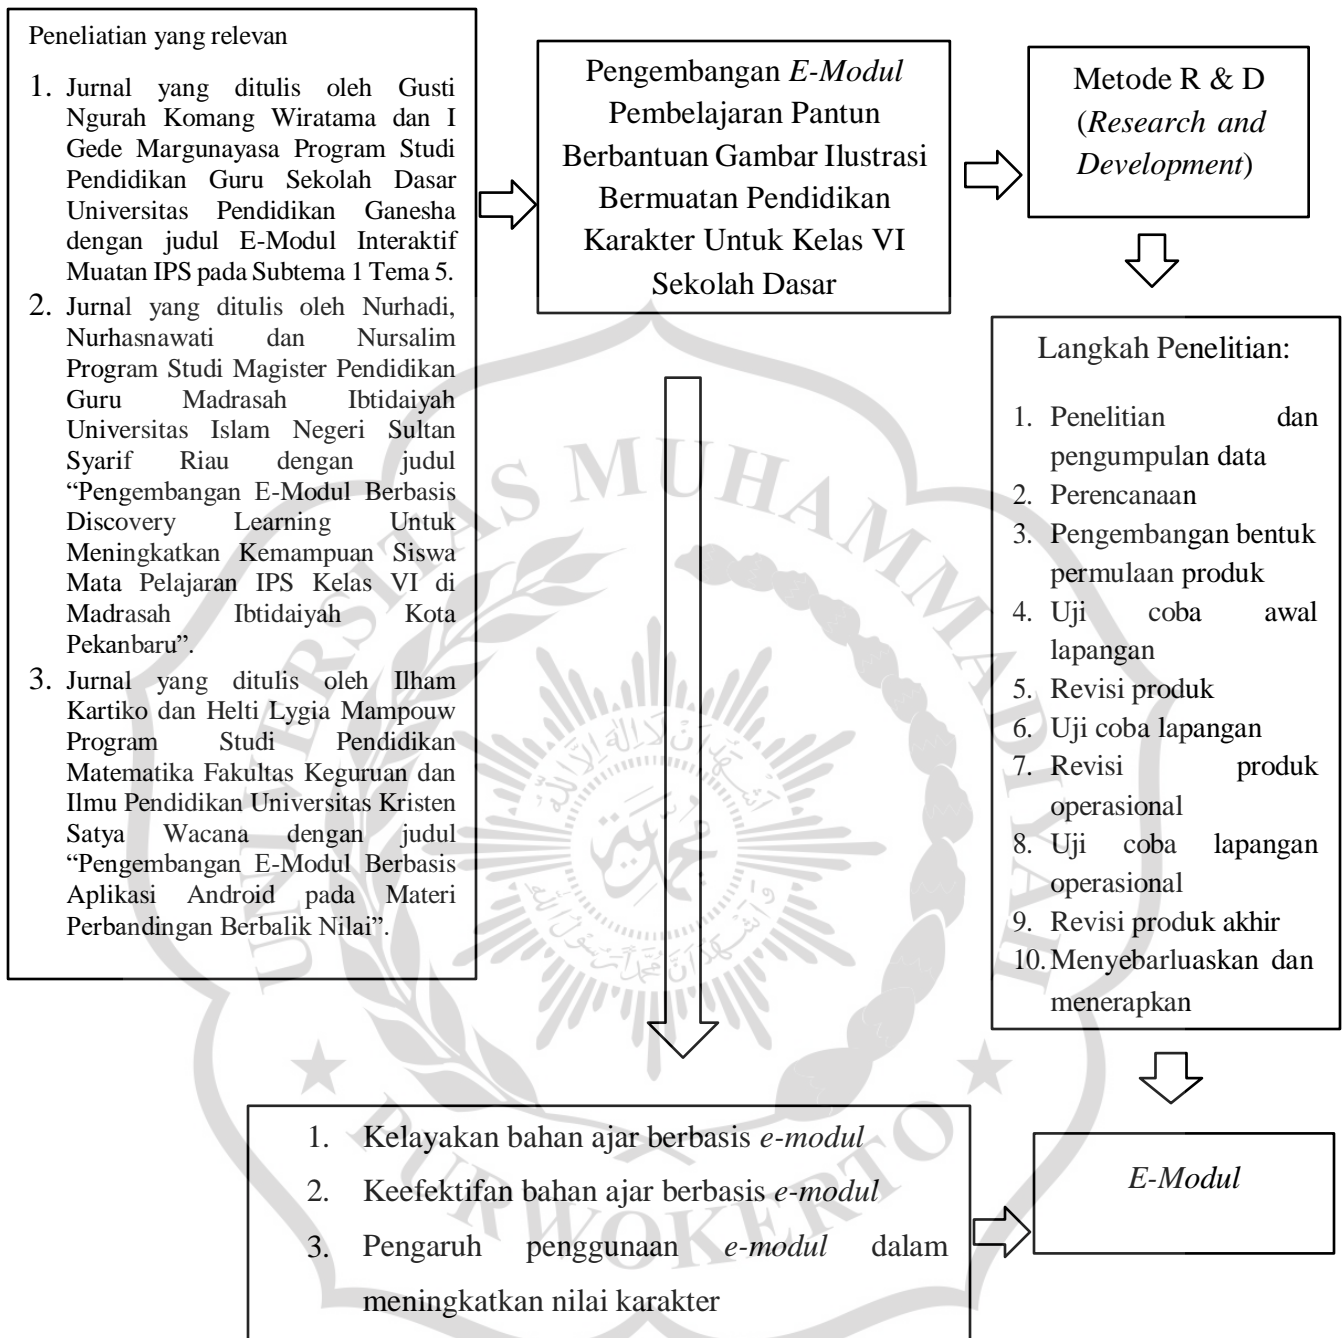 Peneliatian yang relevan
1. Jurnal yang ditulis oleh Gusti
Ngurah Komang Wiratama dan I
Gede Margunayasa Program Studi
Pendidikan Guru Sekolah Dasar
Universitas Pendidikan Ganesha
dengan judul E-Modul Interaktif
Muatan IPS pada Subtema 1 Tema 5.
2. Jurnal yang ditulis oleh Nurhadi,
Nurhasnawati dan Nursalim
Program Studi Magister Pendidikan
Guru Madrasah Ibtidaiyah
Universitas Islam Negeri Sultan
Syarif Riau dengan judul
“Pengembangan E-Modul Berbasis
Discovery Learning Untuk
Meningkatkan Kemampuan Siswa
Mata Pelajaran IPS Kelas VI di
Madrasah Ibtidaiyah Kota
Pekanbaru”.
3. Jurnal yang ditulis oleh Ilham
Kartiko dan Helti Lygia Mampouw
Program Studi Pendidikan
Matematika Fakultas Keguruan dan
Ilmu Pendidikan Universitas Kristen
Satya Wacana dengan judul
“Pengembangan E-Modul Berbasis
Aplikasi Android pada Materi
Perbandingan Berbalik Nilai”.
Pengembangan E-Modul
Pembelajaran Pantun
Berbantuan Gambar Ilustrasi
Bermuatan Pendidikan
Karakter Untuk Kelas VI
Sekolah Dasar
Metode R & D
(Research and
Development)
Langkah Penelitian:
1. Penelitian dan
pengumpulan data
2. Perencanaan
3. Pengembangan bentuk
permulaan produk
4. Uji coba awal
lapangan
5. Revisi produk
6. Uji coba lapangan
7. Revisi produk
operasional
8. Uji coba lapangan
operasional
9. Revisi produk akhir
10. Menyebarluaskan dan
menerapkan
1. Kelayakan bahan ajar berbasis e-modul
2. Keefektifan bahan ajar berbasis e-modul
3. Pengaruh penggunaan e-modul dalam
meningkatkan nilai karakter
E-Modul
UNIVERSITAS MUHAMMADIYAH
PURWOKERTO